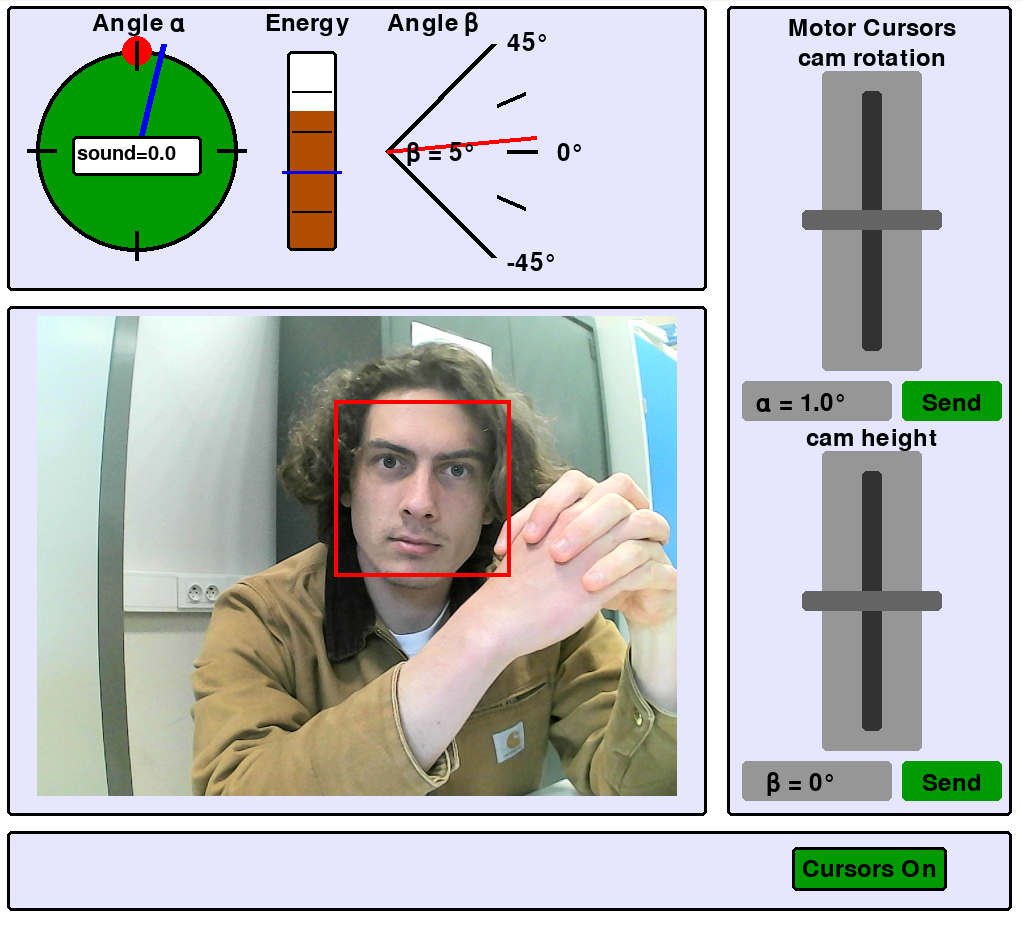 Angle α
Energy
Angle β
sound=0.0
45°
β = 5°
0°
-45°
Motor Cursors
cam rotation
α = 1.0°
Send
cam height
β = 0°
Send
Cursors On